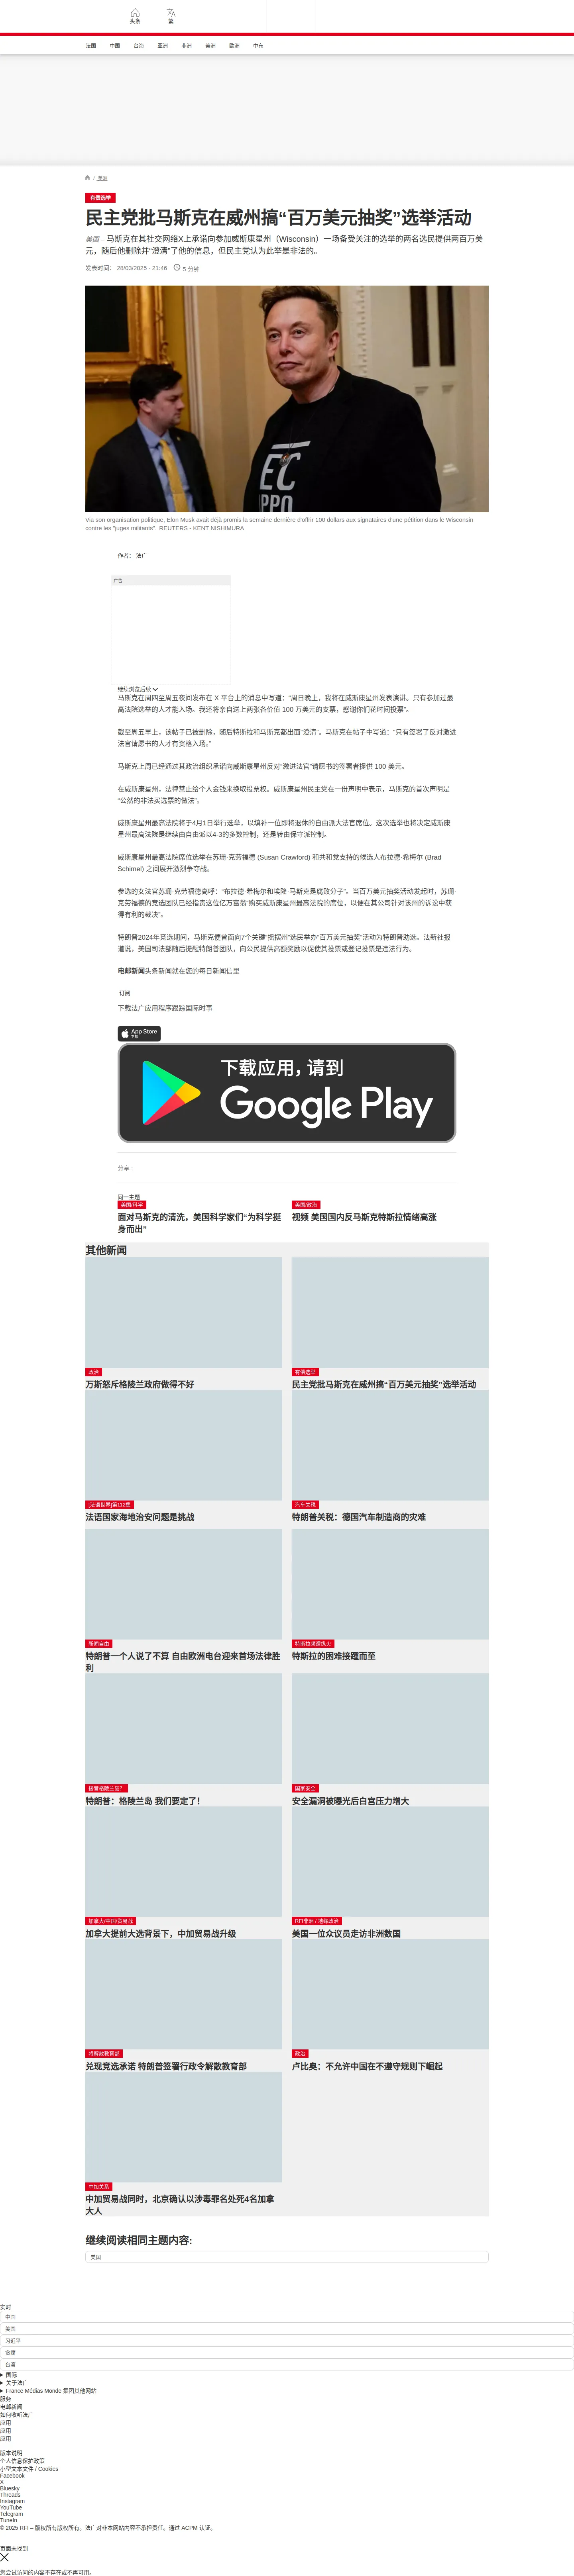 头条
繁
法国 中国 台海 亚洲 非洲 美洲 欧洲 中东
/ 美洲
有偿选举
民主党批马斯克在威州搞“百万美元抽奖”选举活动
美国 – 马斯克在其社交网络X上承诺向参加威斯康星州（Wisconsin）一场备受关注的选举的两名选民提供两百万美
元，随后他删除并“澄清”了他的信息，但民主党认为此举是非法的。
发表时间： 28/03/2025 - 21:46 5 分钟
EC
PPO
Via son organisation politique, Elon Musk avait déjà promis la semaine dernière d'offrir 100 dollars aux signataires d'une pétition dans le Wisconsin
contre les "juges militants". REUTERS - KENT NISHIMURA
作者： 法广
广告
继续浏览后续
马斯克在周四至周五夜间发布在 X 平台上的消息中写道：“周日晚上，我将在威斯康星州发表演讲。只有参加过最
高法院选举的人才能入场。我还将亲自送上两张各价值 100 万美元的支票，感谢你们花时间投票”。
截至周五早上，该帖子已被删除，随后特斯拉和马斯克都出面“澄清”。马斯克在帖子中写道：“只有签署了反对激进
法官请愿书的人才有资格入场。”
马斯克上周已经通过其政治组织承诺向威斯康星州反对“激进法官”请愿书的签署者提供 100 美元。
在威斯康星州，法律禁止给个人金钱来换取投票权。威斯康星州民主党在一份声明中表示，马斯克的首次声明是
“公然的非法买选票的做法”。
威斯康星州最高法院将于4月1日举行选举，以填补一位即将退休的自由派大法官席位。这次选举也将决定威斯康
星州最高法院是继续由自由派以4-3的多数控制，还是转由保守派控制。
威斯康星州最高法院席位选举在苏珊·克劳福德 (Susan Crawford) 和共和党支持的候选人布拉德·希梅尔 (Brad
Schimel) 之间展开激烈争夺战。
参选的女法官苏珊·克劳福德高呼：“布拉德·希梅尔和埃隆·马斯克是腐败分子”。当百万美元抽奖活动发起时，苏珊·
克劳福德的竞选团队已经指责这位亿万富翁“购买威斯康星州最高法院的席位，以便在其公司针对该州的诉讼中获
得有利的裁决”。
特朗普2024年竞选期间，马斯克便曾面向7个关键“摇摆州”选民举办“百万美元抽奖”活动为特朗普助选。法新社报
道说，美国司法部随后提醒特朗普团队，向公民提供高额奖励以促使其投票或登记投票是违法行为。
电邮新闻头条新闻就在您的每日新闻信里
订阅
下载法广应用程序跟踪国际时事
App Store
下载
下载应用，请到
Google Play
分享 :
同一主题
美国/科学
面对马斯克的清洗，美国科学家们“为科学挺
身而出”
美国/政治
视频 美国国内反马斯克特斯拉情绪高涨
其他新闻
政治
万斯怒斥格陵兰政府做得不好
有偿选举
民主党批马斯克在威州搞“百万美元抽奖”选举活动
[法语世界]第112集
法语国家海地治安问题是挑战
汽车关税
特朗普关税：德国汽车制造商的灾难
新闻自由
特朗普一个人说了不算 自由欧洲电台迎来首场法律胜
利
特斯拉频遭纵火
特斯拉的困难接踵而至
接管格陵兰岛？
特朗普：格陵兰岛 我们要定了！
国家安全
安全漏洞被曝光后白宫压力增大
加拿大/中国/贸易战
加拿大提前大选背景下，中加贸易战升级
RFI非洲 / 地缘政治
美国一位众议员走访非洲数国
将解散教育部
兑现竞选承诺 特朗普签署行政令解散教育部
政治
卢比奥：不允许中国在不遵守规则下崛起
中加关系
中加贸易战同时，北京确认以涉毒罪名处死4名加拿
大人
继续阅读相同主题内容:
美国
实时
中国
美国
习近平
贪腐
台湾
国际
关于法广
France Médias Monde 集团其他网站
服务
电邮新闻
如何收听法广
应用
应用
应用
版本说明
个人信息保护政策
小型文本文件 / Cookies
Facebook
X
Bluesky
Threads
Instagram
YouTube
Telegram
TuneIn
© 2025 RFI – 版权所有版权所有。法广对非本网站内容不承担责任。通过 ACPM 认证。
页面未找到
您尝试访问的内容不存在或不再可用。